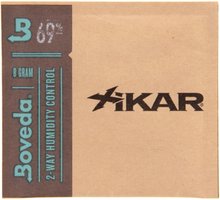 69%
Boveda®
8 GRAM
2-WAY HUMIDITY CONTROL
XIKAR